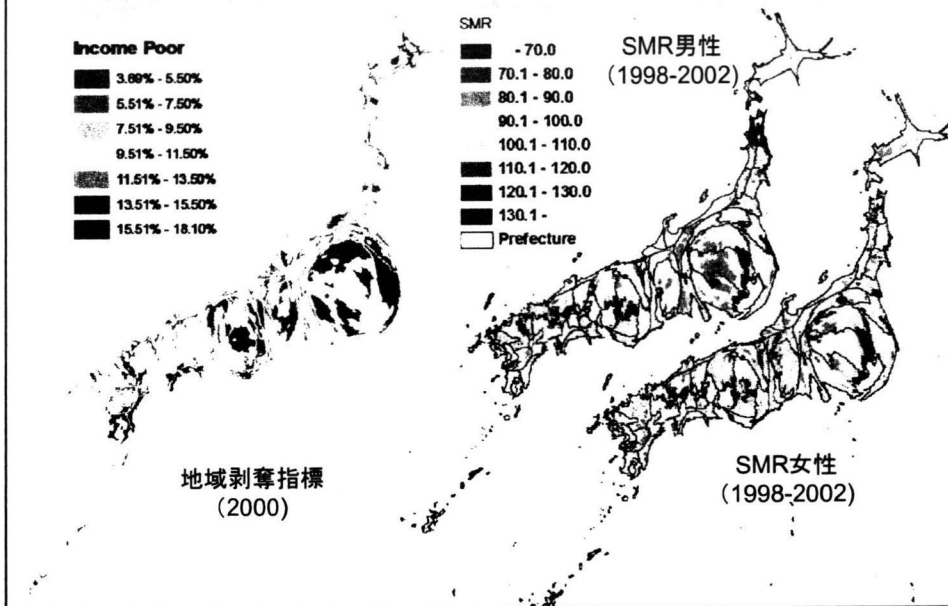 Income Poor
3.69% - 5.50%
5.51% - 7.50%
7.51% - 9.50%
9.51% - 11.50%
11.51% - 13.50%
13.51% - 15.50%
15.51% - 18.10%
地域剥奪指標
(2000)
SMR
- 70.0
70.1 - 80.0
80.1 - 90.0
90.1 - 100.0
100.1 - 110.0
110.1 - 120.0
120.1 - 130.0
130.1 -
Prefecture
SMR男性
(1998-2002)
SMR女性
(1998-2002)